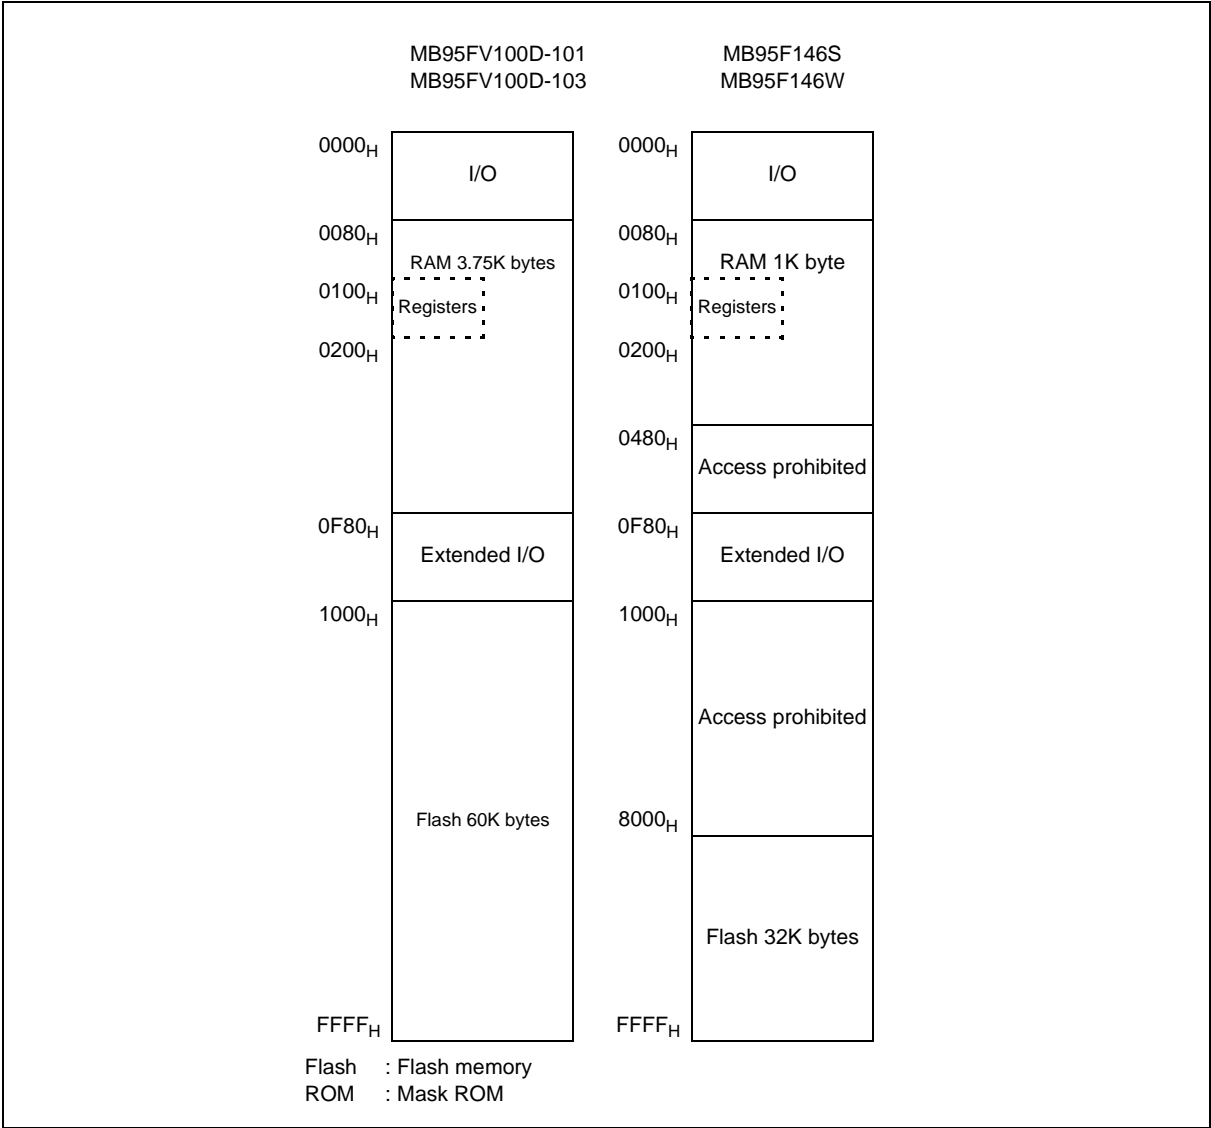 MB95FV100D-101
MB95FV100D-103
MB95F146S
MB95F146W
0000H
I/O
0080H
RAM 3.75K bytes
0100H
Registers
0200H
0F80H
Extended I/O
1000H
Flash 60K bytes
FFFFH
0000H
I/O
0080H
RAM 1K byte
0100H
Registers
0200H
0480H
Access prohibited
0F80H
Extended I/O
1000H
Access prohibited
8000H
Flash 32K bytes
FFFFH
Flash : Flash memory
ROM : Mask ROM